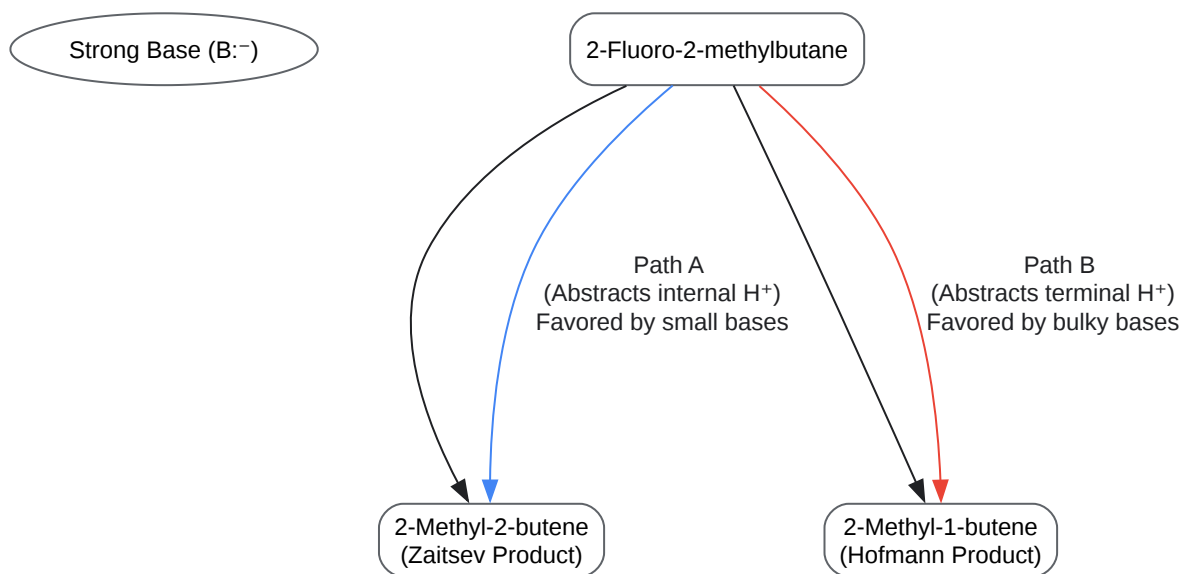 Strong Base (B:⁻)
2-Fluoro-2-methylbutane
Path A
(Abstracts internal H⁺)
Favored by small bases
Path B
(Abstracts terminal H⁺)
Favored by bulky bases
2-Methyl-2-butene
(Zaitsev Product)
2-Methyl-1-butene
(Hofmann Product)